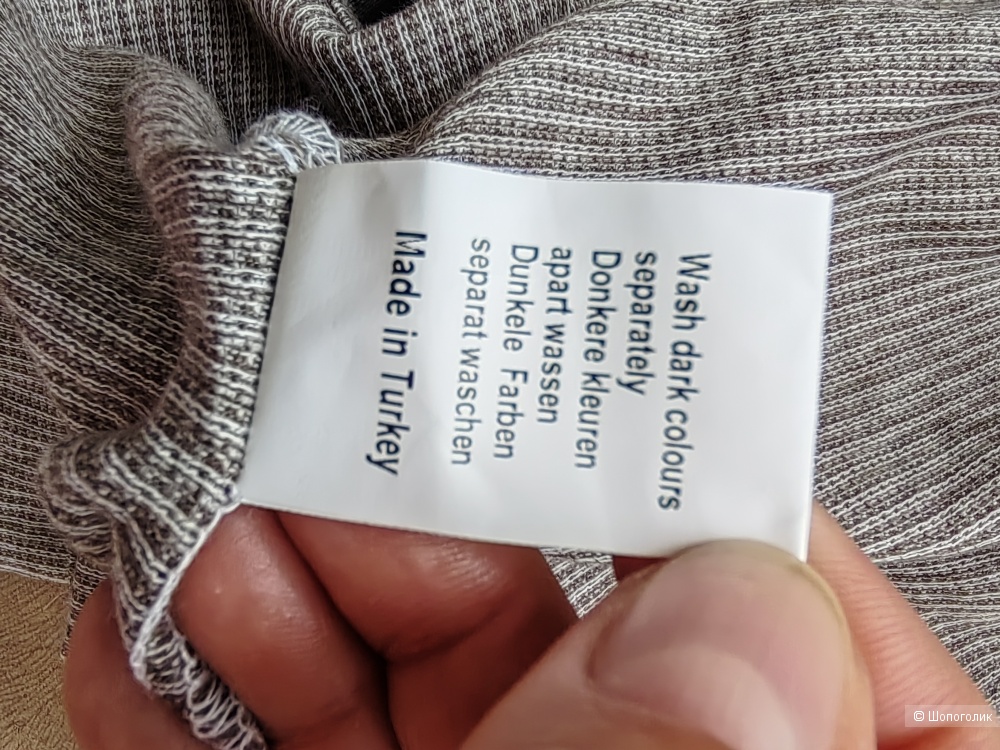 Wash dark colours
separately
Donkere kleuren
apart wassen
Dunkele Farben
separat waschen
Made in Turkey
© Шопоголик